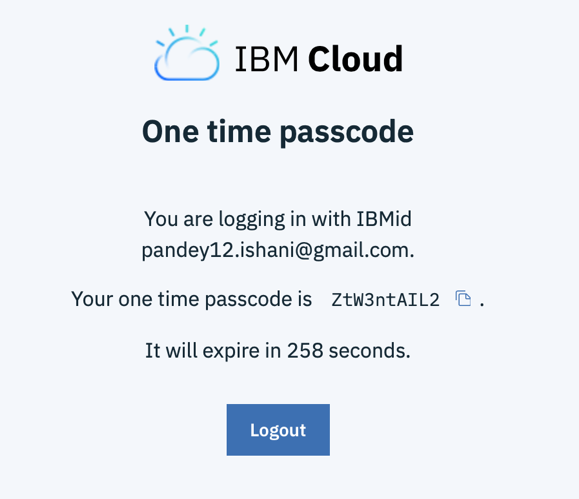 IBM Cloud
One time passcode
You are logging in with IBMid
pandey12.ishani@gmail.com.
Your one time passcode is ZtW3ntAIL2 .
It will expire in 258 seconds.
Logout